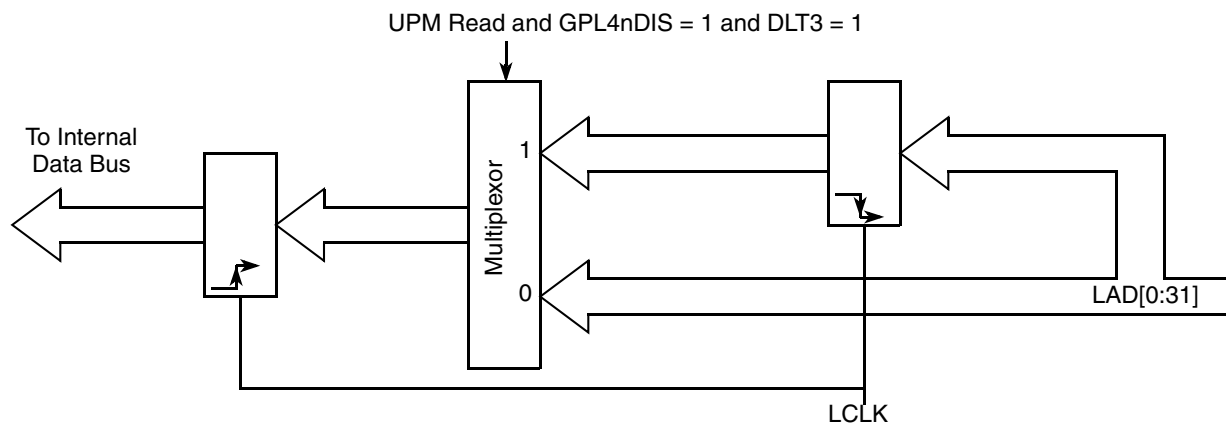 UPM Read and GPL4nDIS = 1 and DLT3 = 1
To Internal
Data Bus
Multiplexor
1
0
LAD[0:31]
LCLK